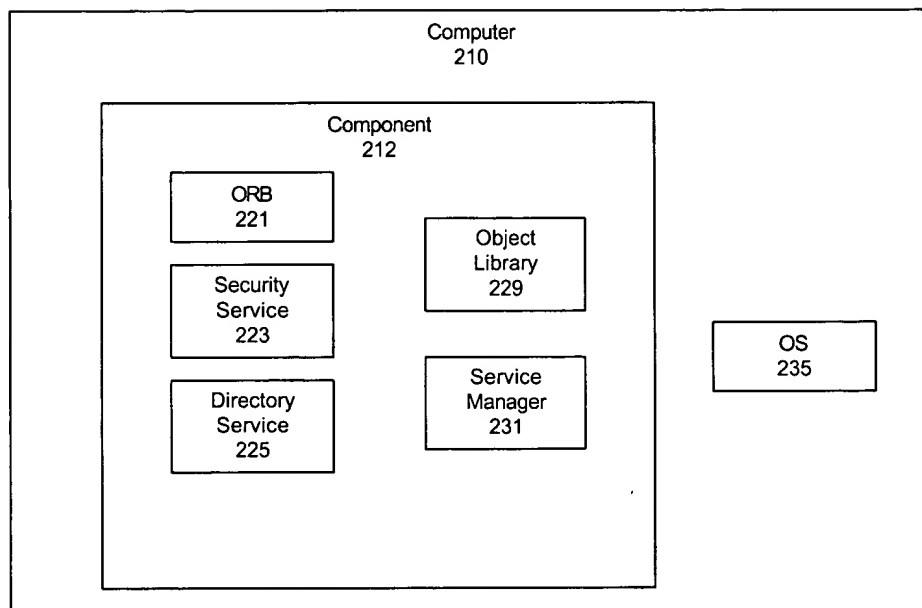 Computer
210
Component
212
ORB
221
Security
Service
223
Directory
Service
225
Object
Library
229
Service
Manager
231
OS
235